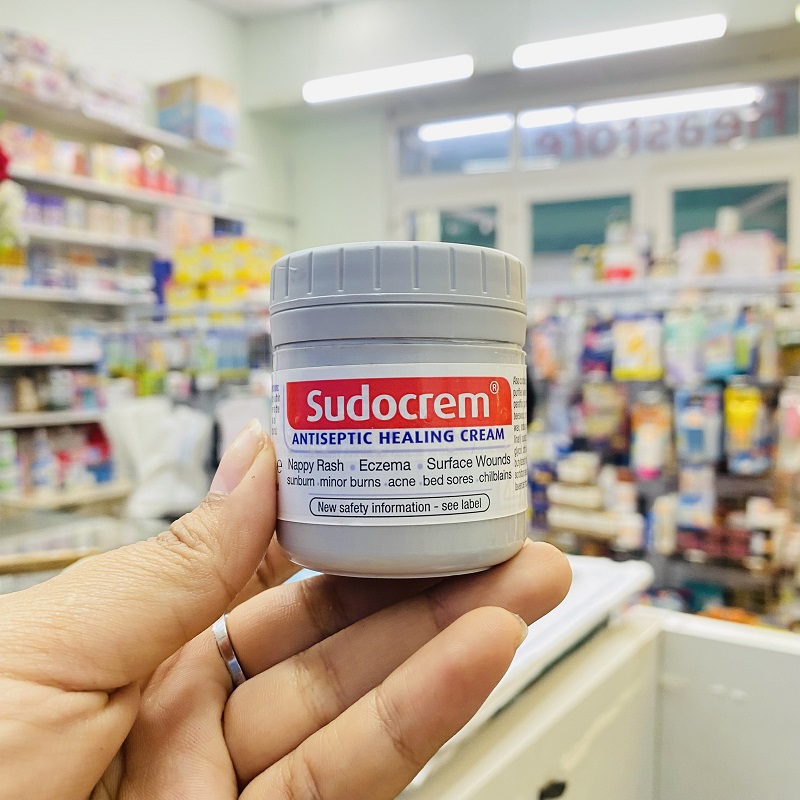 Sudocrem®
ANTISEPTIC HEALING CREAM
Nappy Rash • Eczema • Surface Wounds
sunburn minor burns acne bed sores chilblains
New safety information - see label